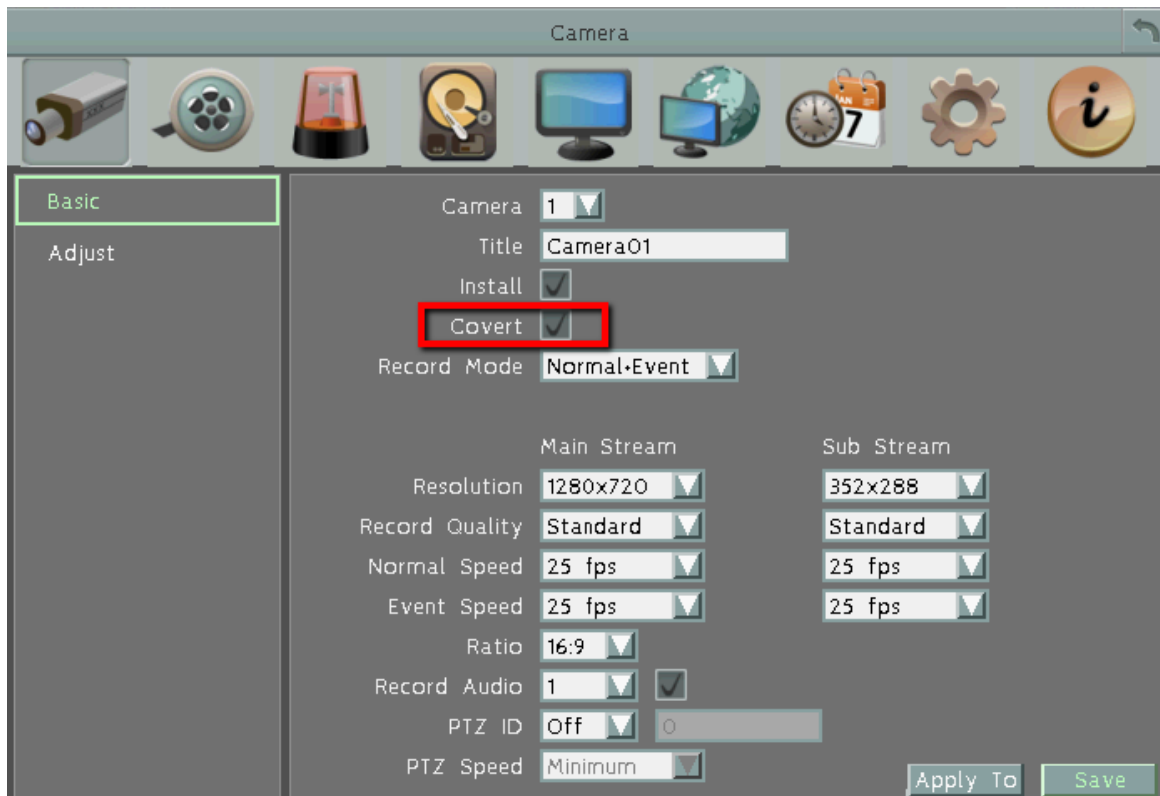 Camera
JAN
7
i
Basic
Adjust
Camera 1
Title Camera01
Install
Covert
Record Mode Normal+Event
Main Stream Sub Stream
Resolution 1280x720 352x288
Record Quality Standard Standard
Normal Speed 25 fps 25 fps
Event Speed 25 fps 25 fps
Ratio 16:9
Record Audio 1
PTZ ID Off 0
PTZ Speed Minimum
Apply To Save